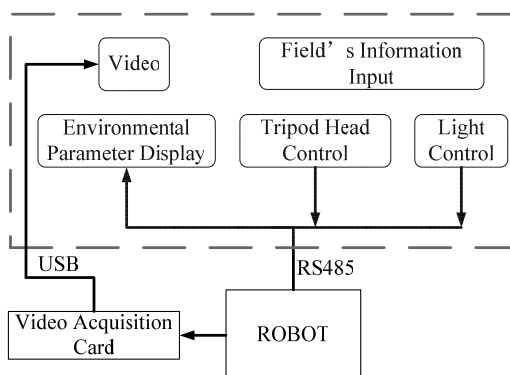 Video
Field's Information
Input
Environmental
Parameter Display
Tripod Head
Control
Light
Control
USB
RS485
Video Acquisition
Card
ROBOT